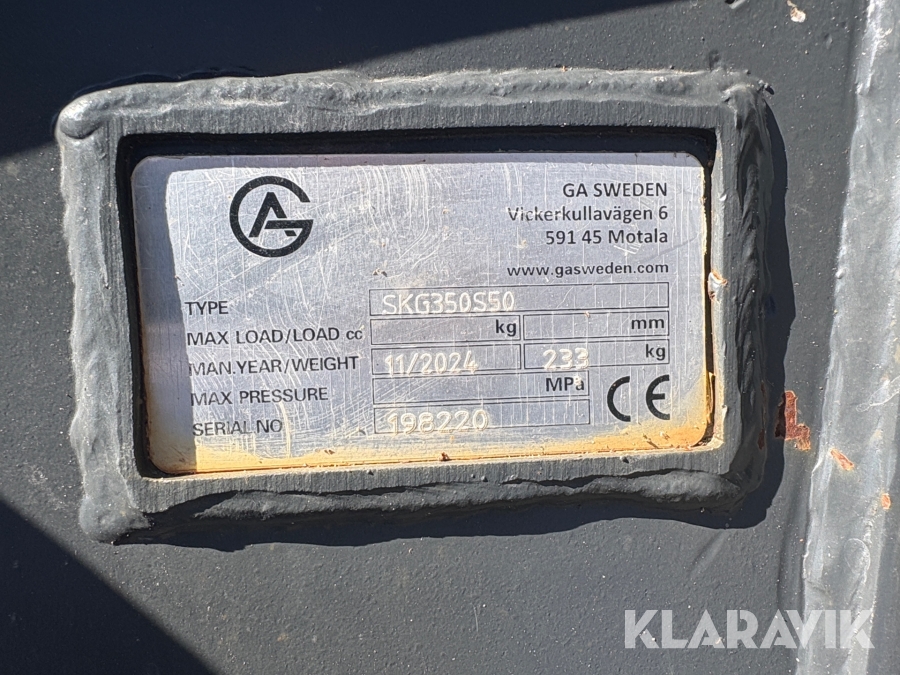 GA SWEDEN
Vickerkullavägen 6
591 45 Motala
www.gasweden.com
TYPE SKG350S50
MAX LOAD/LOAD cc kg mm
MAN.YEAR/WEIGHT 11/2024 233 kg
MAX PRESSURE MPa
SERIAL NO 198220
CE
KLARAVIK